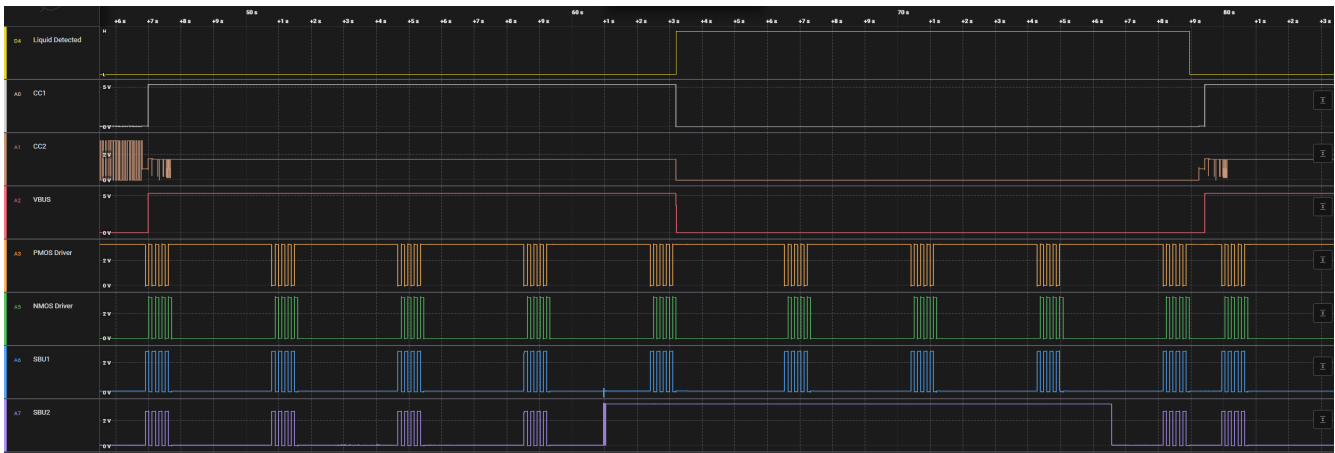 50 s 60 s 70 s 80 s
+6 s +7 s +8 s +9 s +1 s +2 s +3 s +4 s +5 s +6 s +7 s +8 s +9 s +1 s +2 s +3 s +4 s +5 s +6 s +7 s +8 s +9 s +1 s +2 s +3 s +4 s +5 s +6 s +7 s +8 s +9 s +1 s +2 s +3 s
D4 Liquid Detected H
L
A0 CC1 5 V
0 V
A1 CC2 2 V
0 V
A2 VBUS 5 V
0 V
A3 PMOS Driver 2 V
0 V
A5 NMOS Driver 2 V
0 V
A6 SBU1 2 V
0 V
A7 SBU2 2 V
0 V